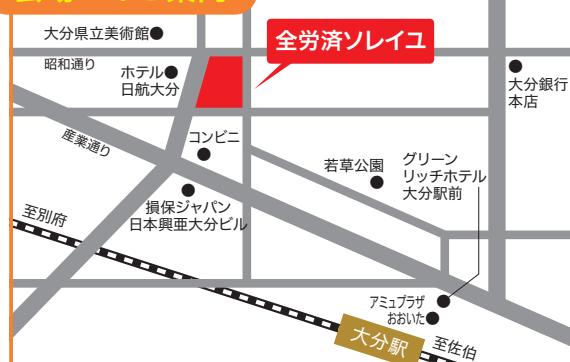 大分県立美術館
昭和通り
ホテル
日航大分
全労済ソレイユ
大分銀行
本店
産業通り
コンビニ
若草公園
グリーン
リッチホテル
大分駅前
損保ジャパン
日本興亜大分ビル
至別府
アミュプラザ
おおいた
大分駅
至佐伯